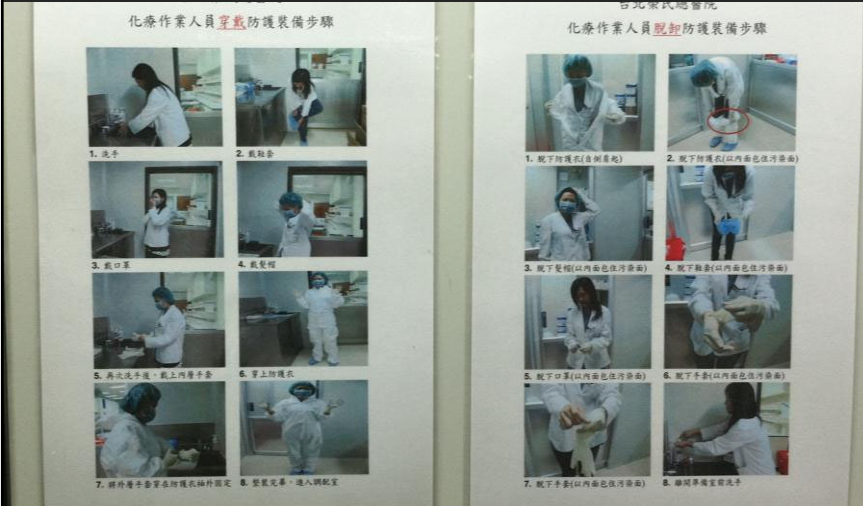 化療作業人員穿戴防護裝備步驟
1. 洗手
2. 戴鞋套
3. 戴口罩
4. 戴髮帽
5. 再次洗手後，戴上內層手套
6. 穿上防護衣
7. 將外層手套穿在防護衣袖外固定
8. 整裝完畢，進入調配室
台北榮民總醫院
化療作業人員脫卸防護裝備步驟
1. 脫下防護衣(自側肩起)
2. 脫下防護衣(以內面包住污染面)
3. 脫下髮帽(以內面包住污染面)
4. 脫下鞋套(以內面包住污染面)
5. 脫下口罩(以內面包住污染面)
6. 脫下手套(以內面包住污染面)
7. 脫下手套(以內面包住污染面)
8. 離開準備室前洗手